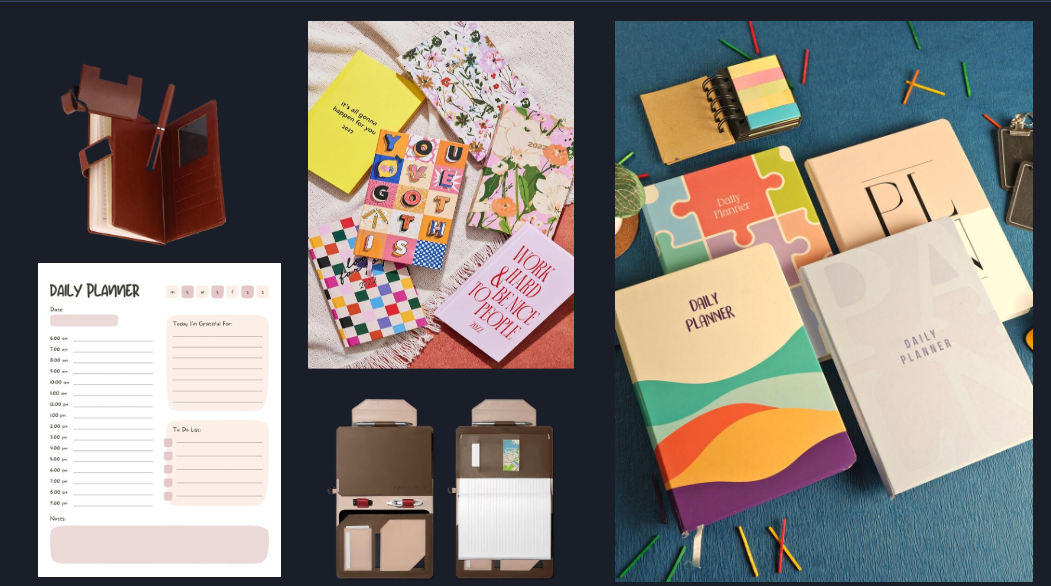 DAILY PLANNER
m t w t f s s
Date:
6:00 am
7:00 am
8:00 am
9:00 am
10:00 am
11:00 am
12:00 pm
1:00 pm
2:00 pm
3:00 pm
4:00 pm
5:00 pm
6:00 pm
7:00 pm
8:00 pm
9:00 pm
Today I'm Grateful For:
To Do List:
Notes:
it's all gonna
happen for you
2022
YOU
'VE
GOT
TH
IS
2022
WORK
HARD
& BE NICE
TO
PEOPLE
2022
Daily
Planner
PL
N
DAILY
PLANNER
DAILY
PLANNER